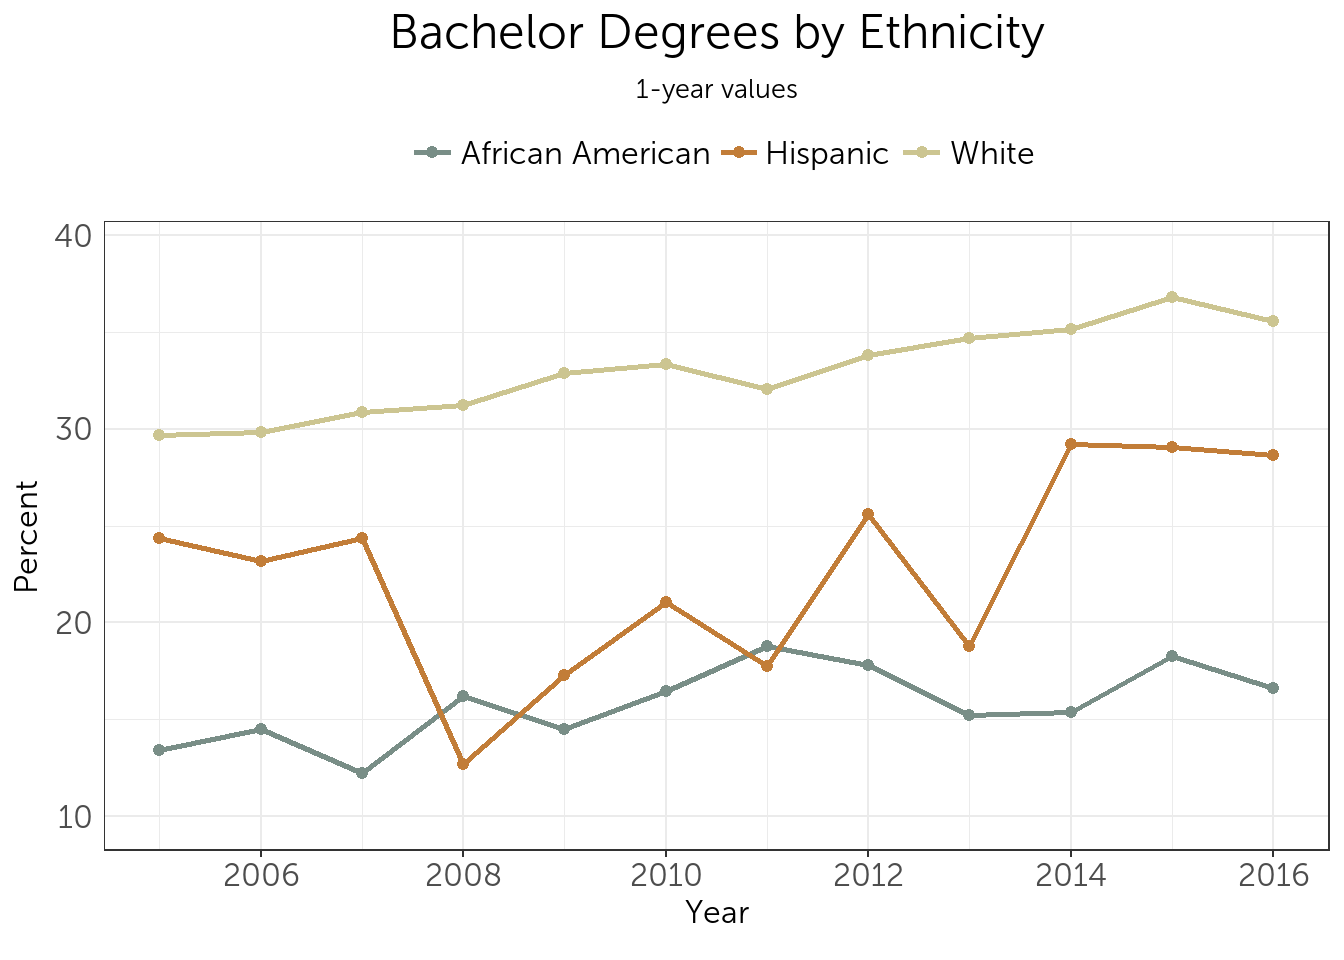 Bachelor Degrees by Ethnicity
1-year values
African American Hispanic White
40
30
20
10
Percent
2006 2008 2010 2012 2014 2016
Year